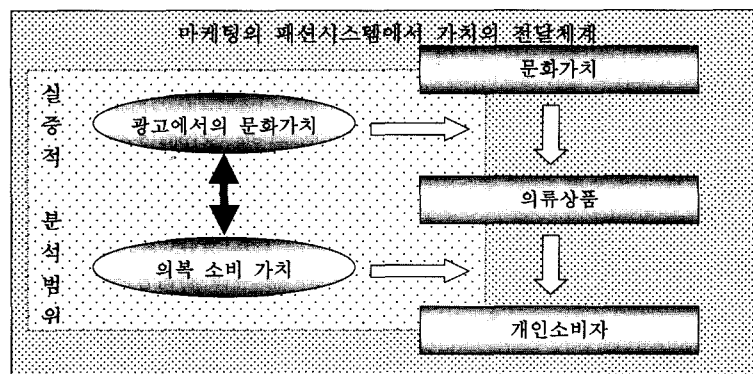 마케팅의 패션시스템에서 가치의 전달체계
문화가치
실증적 분석범위
광고에서의 문화가치
의류상품
의복 소비 가치
개인소비자